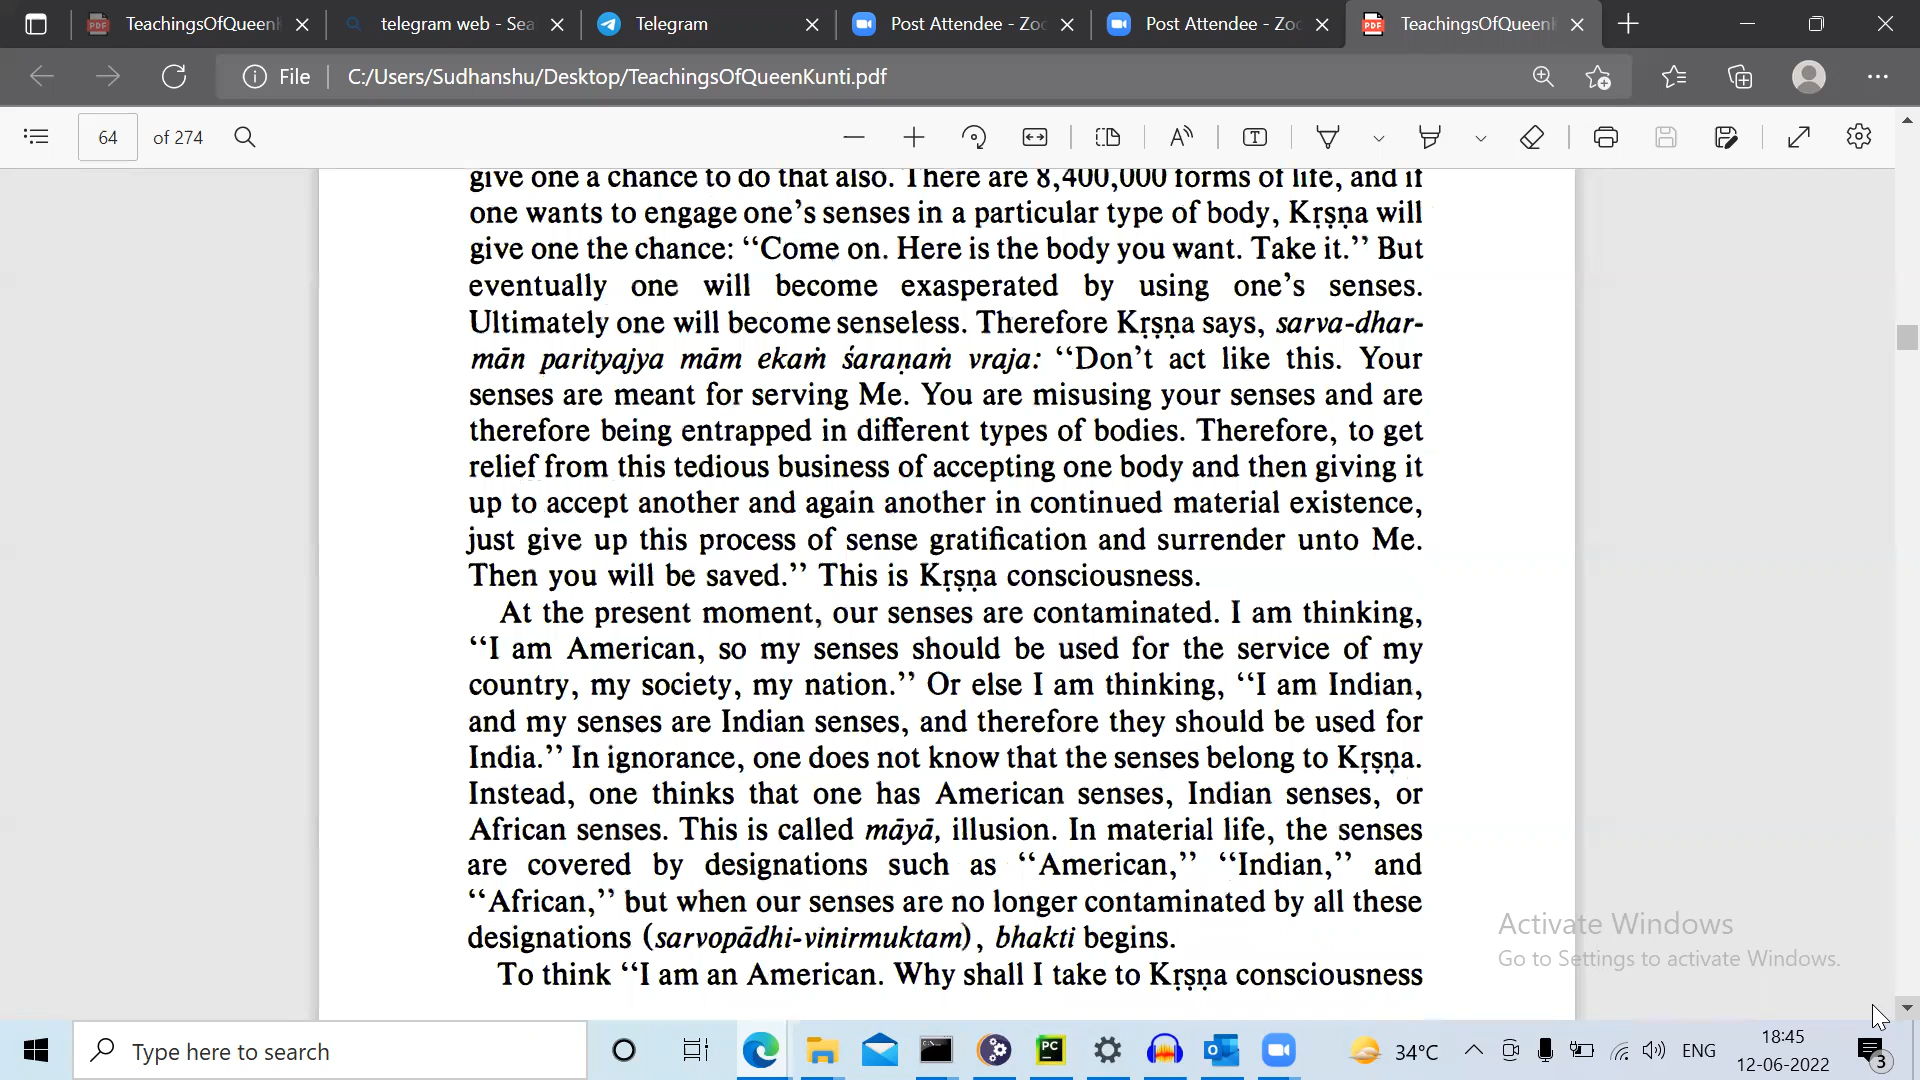 TeachingsOfQueenK
telegram web - Sea
Telegram
Post Attendee - Zoo
Post Attendee - Zoo
TeachingsOfQueenK
File
C:/Users/Sudhanshu/Desktop/TeachingsOfQueenKunti.pdf
64 of 274
give one a chance to do that also. There are 8,400,000 forms of life, and if
one wants to engage one’s senses in a particular type of body, Kṛṣṇa will
give one the chance: ‘‘Come on. Here is the body you want. Take it.’’ But
eventually one will become exasperated by using one’s senses.
Ultimately one will become senseless. Therefore Kṛṣṇa says, sarva-dhar-
mān parityajya mām ekaṁ śaraṇaṁ vraja: ‘‘Don’t act like this. Your
senses are meant for serving Me. You are misusing your senses and are
therefore being entrapped in different types of bodies. Therefore, to get
relief from this tedious business of accepting one body and then giving it
up to accept another and again another in continued material existence,
just give up this process of sense gratification and surrender unto Me.
Then you will be saved.’’ This is Kṛṣṇa consciousness.
At the present moment, our senses are contaminated. I am thinking,
‘‘I am American, so my senses should be used for the service of my
country, my society, my nation.’’ Or else I am thinking, ‘‘I am Indian,
and my senses are Indian senses, and therefore they should be used for
India.’’ In ignorance, one does not know that the senses belong to Kṛṣṇa.
Instead, one thinks that one has American senses, Indian senses, or
African senses. This is called māyā, illusion. In material life, the senses
are covered by designations such as ‘‘American,’’ ‘‘Indian,’’ and
‘‘African,’’ but when our senses are no longer contaminated by all these
designations (sarvopādhi-vinirmuktam), bhakti begins.
To think ‘‘I am an American. Why shall I take to Kṛṣṇa consciousness
Activate Windows
Go to Settings to activate Windows.
Type here to search
PC
34°C
ENG
18:45
12-06-2022
3